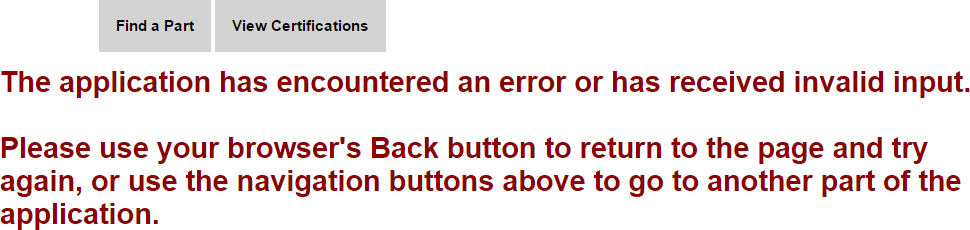 Find a Part View Certifications
The application has encountered an error or has received invalid input.
Please use your browser's Back button to return to the page and try
again, or use the navigation buttons above to go to another part of the
application.